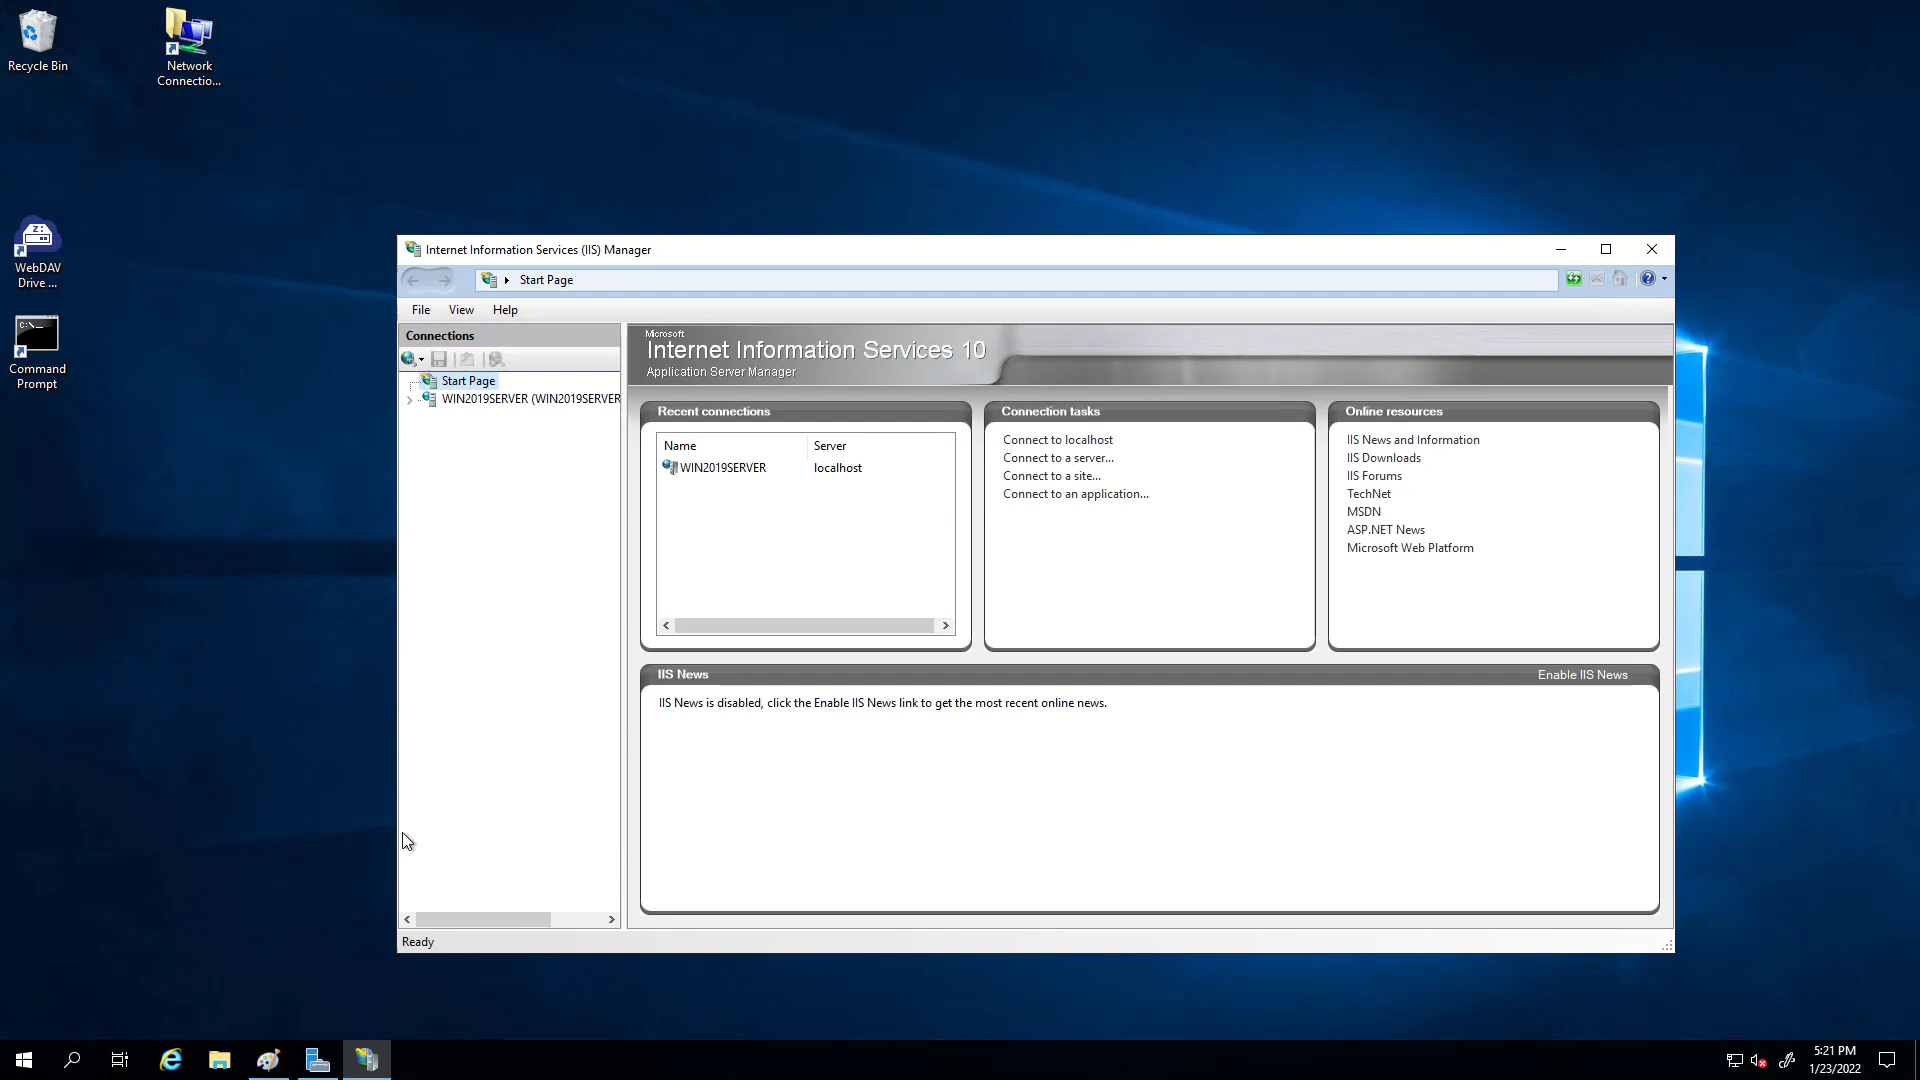 Recycle Bin
Network
Connectio...
WebDAV
Drive ...
C:\_
Command
Prompt
Internet Information Services (IIS) Manager
Start Page
File View Help
Connections
Start Page
WIN2019SERVER (WIN2019SERVER
Microsoft
Internet Information Services 10
Application Server Manager
Recent connections
Name Server
WIN2019SERVER localhost
Connection tasks
Connect to localhost
Connect to a server...
Connect to a site...
Connect to an application...
Online resources
IIS News and Information
IIS Downloads
IIS Forums
TechNet
MSDN
ASP.NET News
Microsoft Web Platform
IIS News Enable IIS News
IIS News is disabled, click the Enable IIS News link to get the most recent online news.
Ready
5:21 PM
1/23/2022